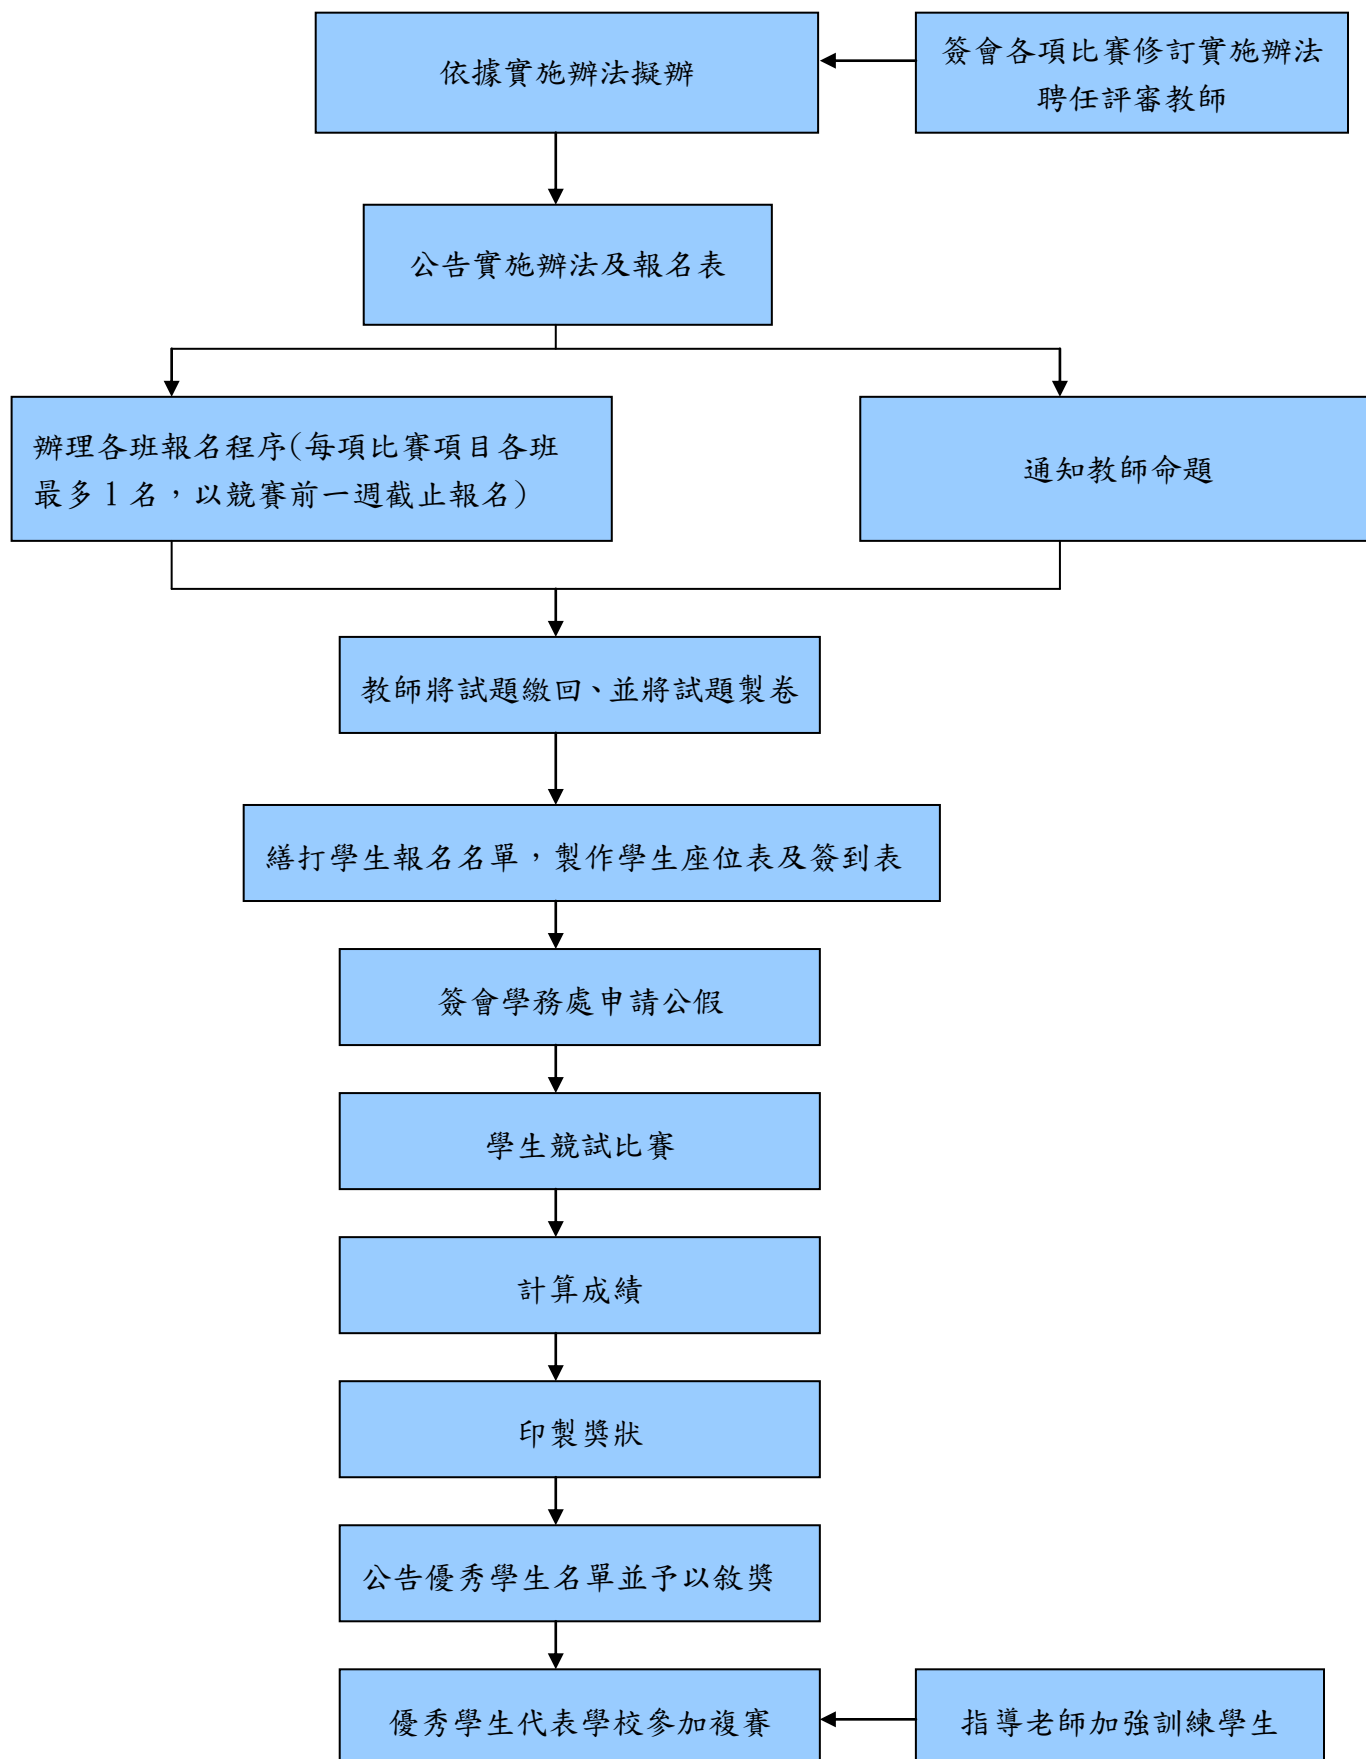 依據實施辦法擬辦
簽會各項比賽修訂實施辦法
聘任評審教師
公告實施辦法及報名表
辦理各班報名程序(每項比賽項目各班
最多1名，以競賽前一週截止報名)
通知教師命題
教師將試題繳回、並將試題製卷
繕打學生報名名單，製作學生座位表及簽到表
簽會學務處申請公假
學生競試比賽
計算成績
印製獎狀
公告優秀學生名單並予以敘獎
優秀學生代表學校參加複賽
指導老師加強訓練學生